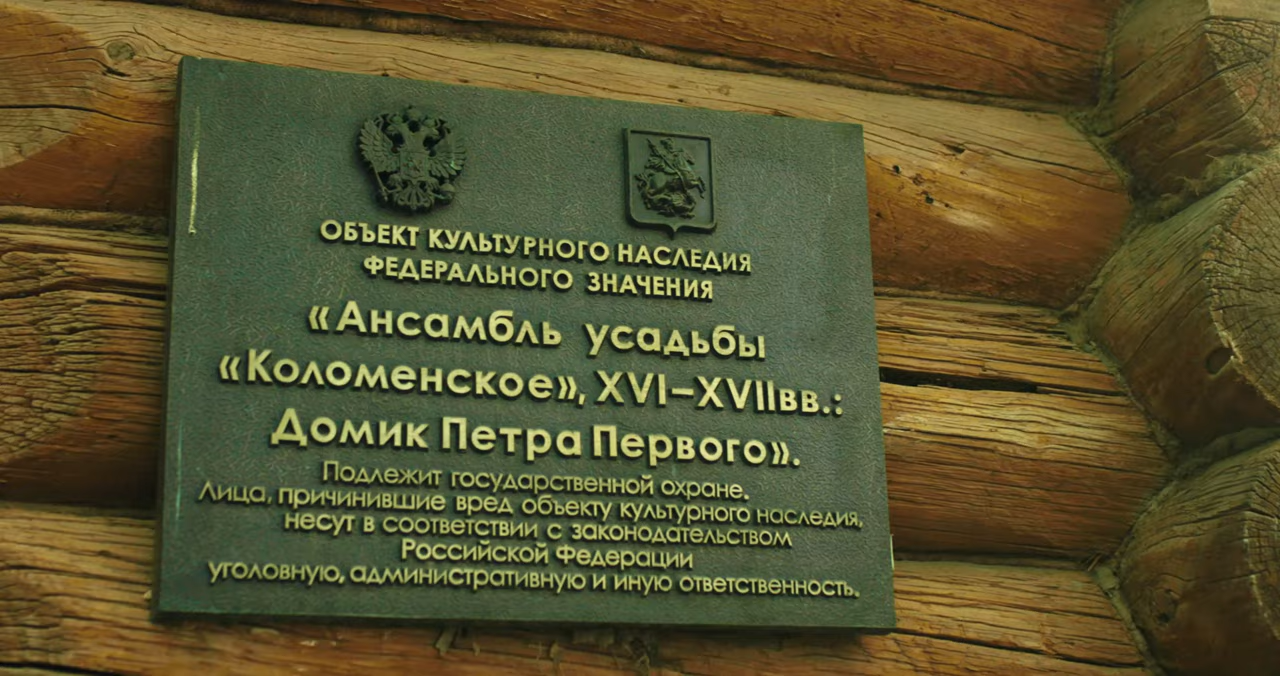 ОБЪЕКТ КУЛЬТУРНОГО НАСЛЕДИЯ
ФЕДЕРАЛЬНОГО ЗНАЧЕНИЯ
«Ансамбль усадьбы
«Коломенское», XVI–XVIIвв.:
Домик Петра Первого».
Подлежит государственной охране.
Лица, причинившие вред объекту культурного наследия,
несут в соответствии с законодательством
Российской Федерации
уголовную, административную и иную ответственность.